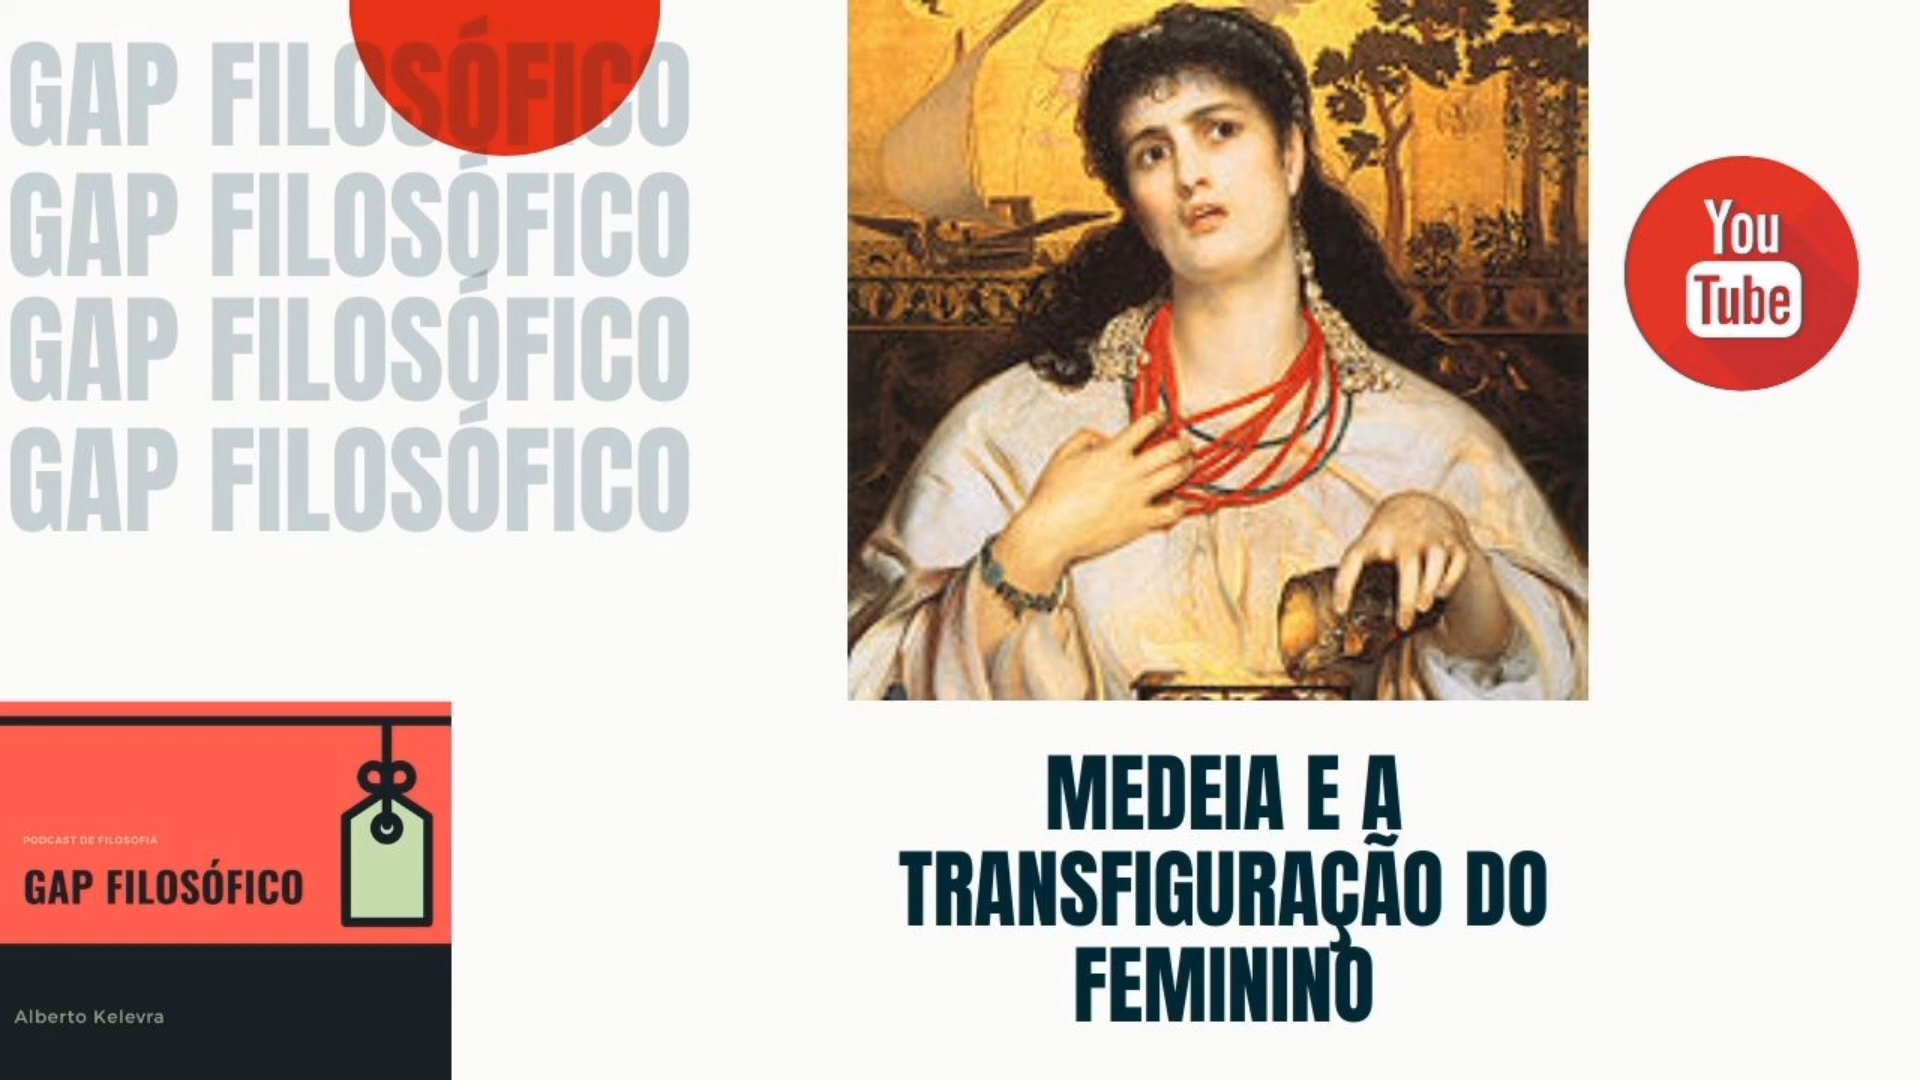 GAP FILOSÓFICO
GAP FILOSÓFICO
GAP FILOSÓFICO
GAP FILOSÓFICO
You
Tube
MEDEIA E A
TRANSFIGURAÇÃO DO
FEMININO
PODCAST DE FILOSOFIA
GAP FILOSÓFICO
Alberto Kelevra